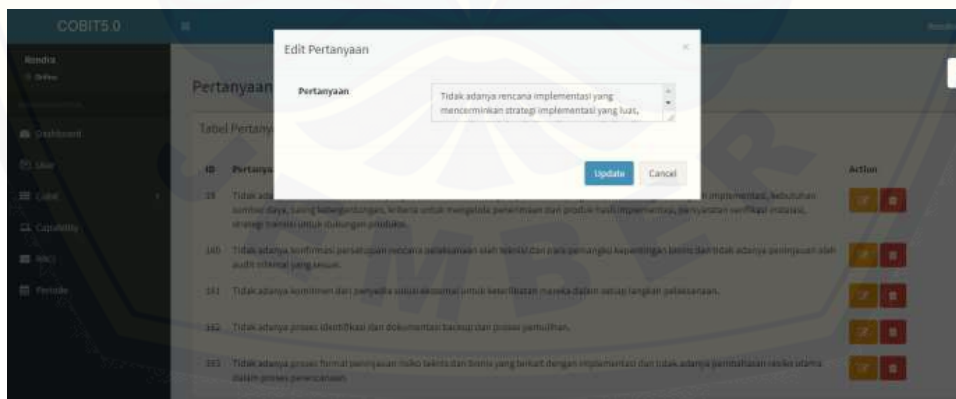 COBIT5.0
Rendra
Online
Dashboard
User
Cobit
Capability
RACI
Periode
Pertanyaan
Tabel Pertany
ID Pertanya Action
Edit Pertanyaan
×
Pertanyaan
Tidak adanya rencana implementasi yang
mencerminkan strategi implementasi yang luas,
Update Cancel
Tidak ada implementasi, kebutuhan
sumber daya, saling ketergantungan, kriteria untuk mengelola penerimaan dari produk hasil implementasi, persyaratan verifikasi instalasi,
strategi transisi untuk dukungan produksi.
Tidak adanya konfirmasi persetujuan rencana pelaksanaan oleh teknisi dan para pemangku kepentingan bisnis dan tidak adanya peninjauan oleh
audit internal yang sesuai.
Tidak adanya komitmen dari penyedia solusi eksternal untuk keterlibatan mereka dalam setiap langkah pelaksanaan.
Tidak adanya proses identifikasi dan dokumentasi backup dan proses pemulihan.
Tidak adanya proses formal peninjauan risiko teknis dan bisnis yang terkait dengan implementasi dan tidak adanya pembahasan resiko utama
dalam proses perencanaan.
JEMBER